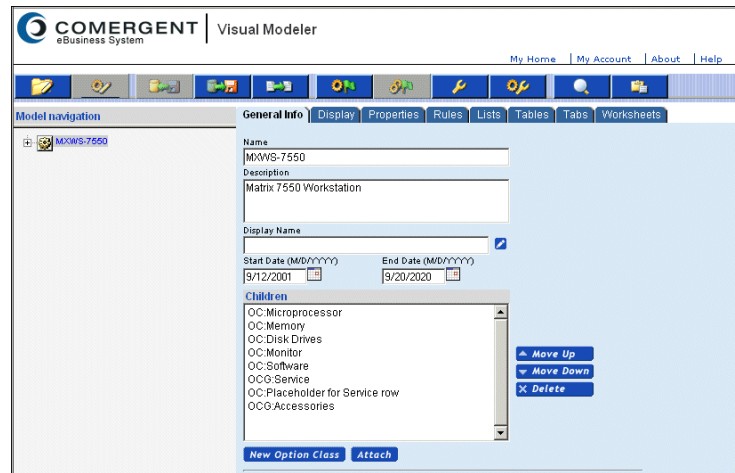 COMERGENT
eBusiness System
Visual Modeler
My Home | My Account | About | Help
Model navigation
General Info Display Properties Rules Lists Tables Tabs Worksheets
MXWS-7550
Name
MXWS-7550
Description
Matrix 7550 Workstation
Display Name
Start Date (M/D/YYYY) End Date (M/D/YYYY)
9/12/2001 9/20/2020
Children
OC:Microprocessor
OC:Memory
OC:Disk Drives
OC:Monitor
OC:Software
OCG:Service
OC:Placeholder for Service row
OCG:Accessories
Move Up
Move Down
Delete
New Option Class Attach